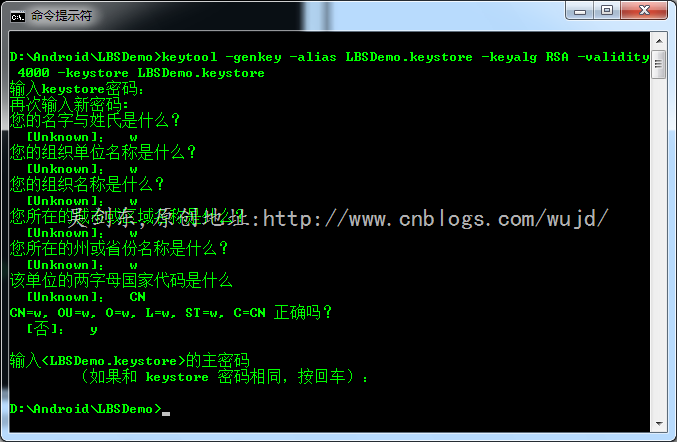 命令提示符
D:\Android\LBSDemo>keytool -genkey -alias LBSDemo.keystore -keyalg RSA -validity
4000 -keystore LBSDemo.keystore
输入keystore密码：
再次输入新密码:
您的名字与姓氏是什么？
[Unknown]： w
您的组织单位名称是什么？
[Unknown]： w
您的组织名称是什么？
[Unknown]： w
您所在的城市或区域名称是什么？
吴剑东,原创地址:http://www.cnblogs.com/wujd/
[Unknown]： w
您所在的州或省份名称是什么？
[Unknown]： w
该单位的两字母国家代码是什么
[Unknown]： CN
CN=w, OU=w, O=w, L=w, ST=w, C=CN 正确吗？
[否]： y
输入<LBSDemo.keystore>的主密码
（如果和 keystore 密码相同，按回车）：
D:\Android\LBSDemo>